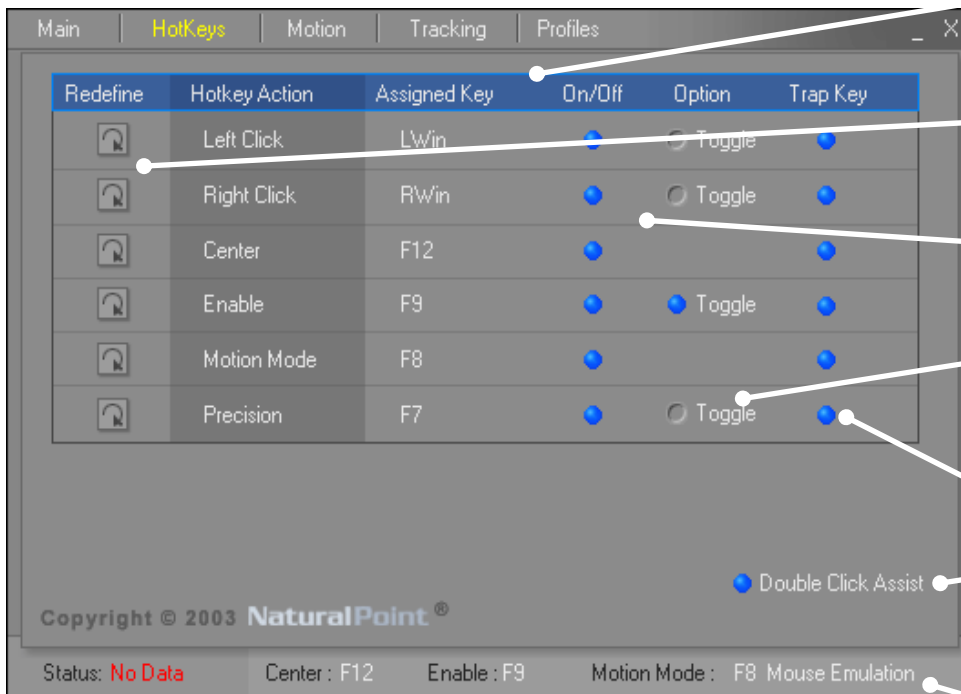 Main HotKeys Motion Tracking Profiles _ X
Redefine Hotkey Action Assigned Key On/Off Option Trap Key
Left Click LWin Toggle
Right Click RWin Toggle
Center F12
Enable F9 Toggle
Motion Mode F8
Precision F7 Toggle
Double Click Assist
Copyright © 2003 NaturalPoint ®
Status: No Data Center : F12 Enable : F9 Motion Mode : F8 Mouse Emulation